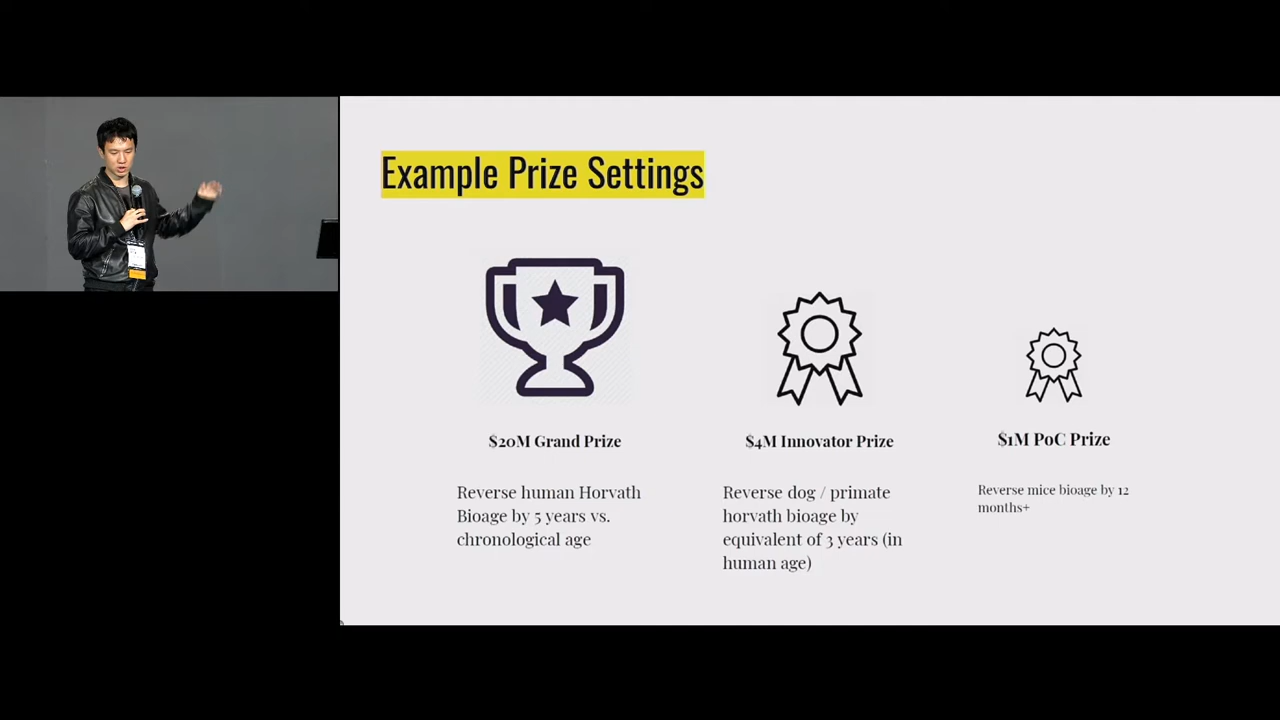 Example Prize Settings
$20M Grand Prize
Reverse human Horvath
Bioage by 5 years vs.
chronological age
$4M Innovator Prize
Reverse dog / primate
horvath bioage by
equivalent of 3 years (in
human age)
$1M PoC Prize
Reverse mice bioage by 12
months+